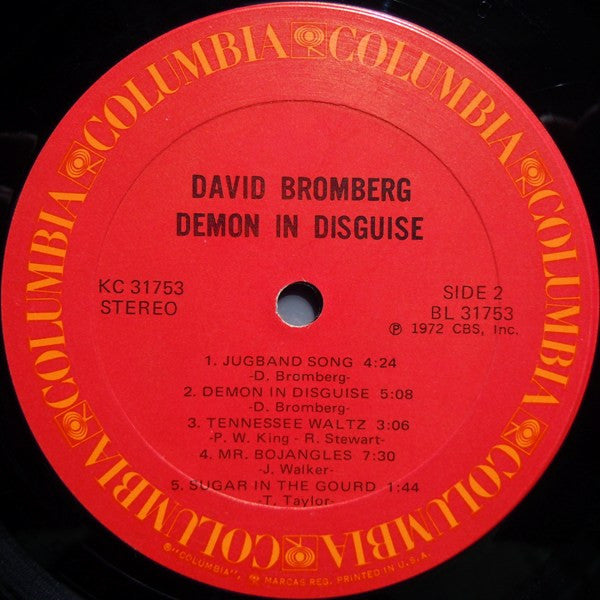 COLUMBIA COLUMBIA COLUMBIA COLUMBIA COLUMBIA COLUMBIA
DAVID BROMBERG
DEMON IN DISGUISE
KC 31753
STEREO
SIDE 2
BL 31753
℗ 1972 CBS, Inc.
1. JUGBAND SONG 4:24
-D. Bromberg-
2. DEMON IN DISGUISE 5:08
-D. Bromberg-
3. TENNESSEE WALTZ 3:06
-P. W. King - R. Stewart-
4. MR. BOJANGLES 7:30
-J. Walker-
5. SUGAR IN THE GOURD 1:44
-T. Taylor-
®"COLUMBIA", MARCAS REG. PRINTED IN U.S.A.